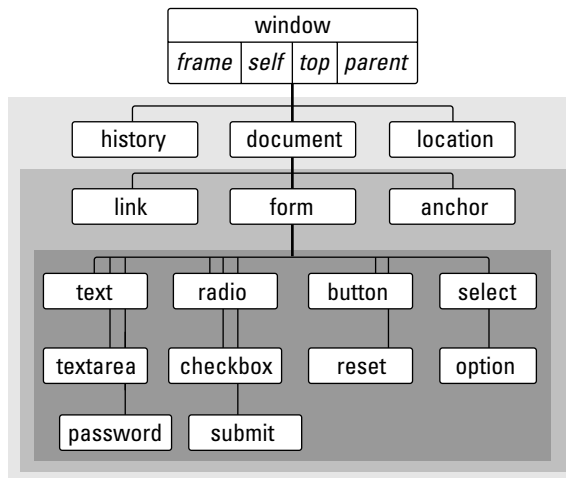 window
frame self top parent
history document location
link form anchor
text radio button select
textarea checkbox reset option
password submit